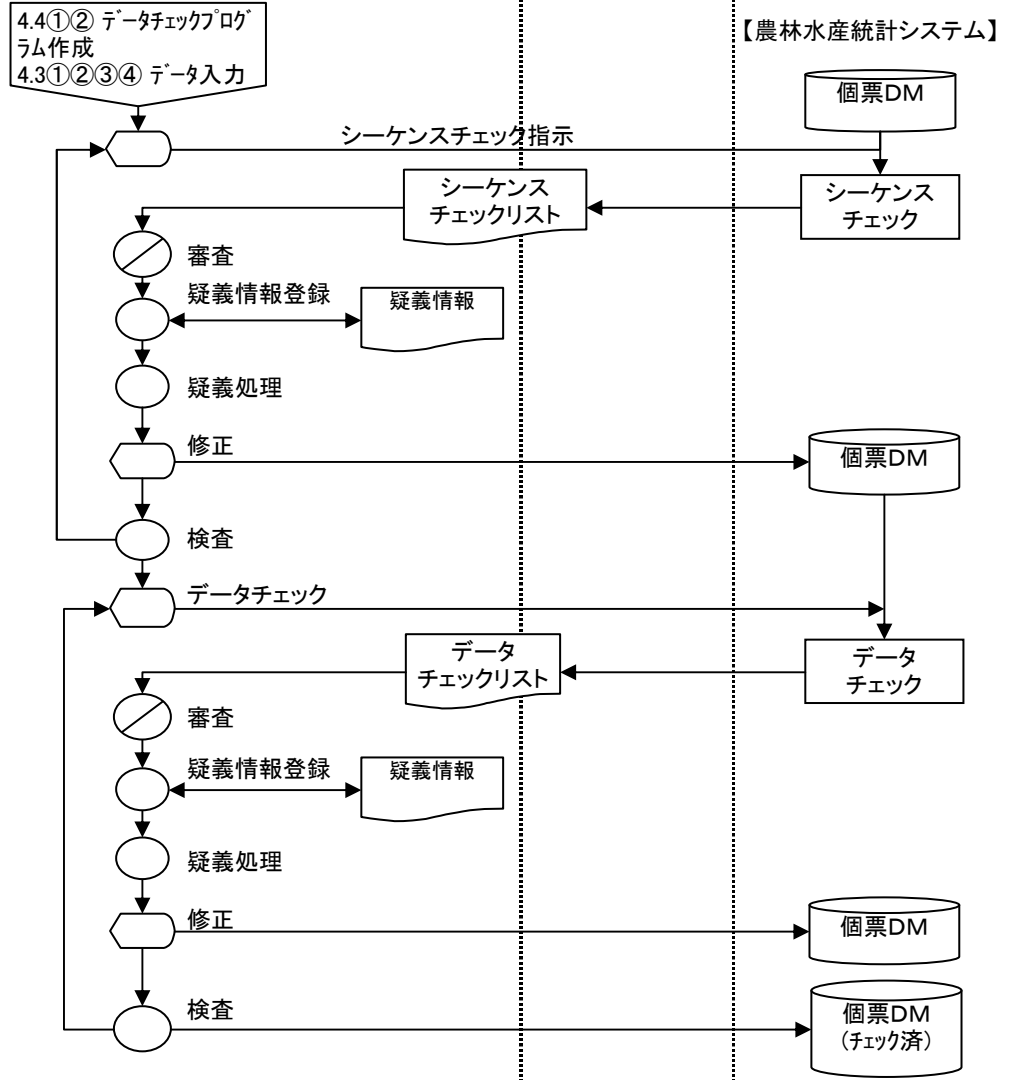 4.4①② ﾃﾞｰﾀﾁｪｯｸﾌﾟﾛｸﾞ
ﾗﾑ作成
4.3①②③④ ﾃﾞｰﾀ入力
【農林水産統計システム】
個票DM
シーケンスチェック指示
シーケンス
チェックリスト
シーケンス
チェック
審査
疑義情報登録
疑義情報
疑義処理
修正
個票DM
検査
データチェック
データ
チェックリスト
データ
チェック
審査
疑義情報登録
疑義情報
疑義処理
修正
個票DM
検査
個票DM
(ﾁｪｯｸ済)